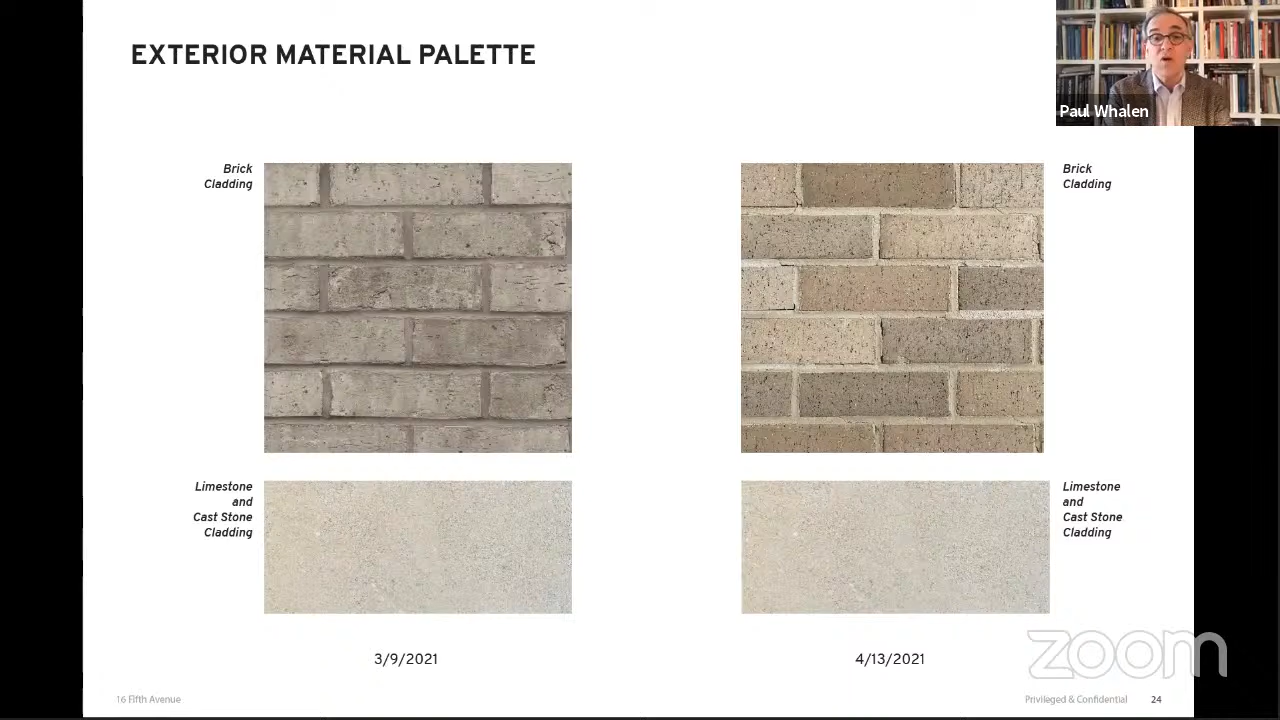 EXTERIOR MATERIAL PALETTE
Paul Whalen
Brick
Cladding
Brick
Cladding
Limestone
and
Cast Stone
Cladding
Limestone
and
Cast Stone
Cladding
3/9/2021
4/13/2021
zoom
16 Fifth Avenue
Privileged & Confidential 24